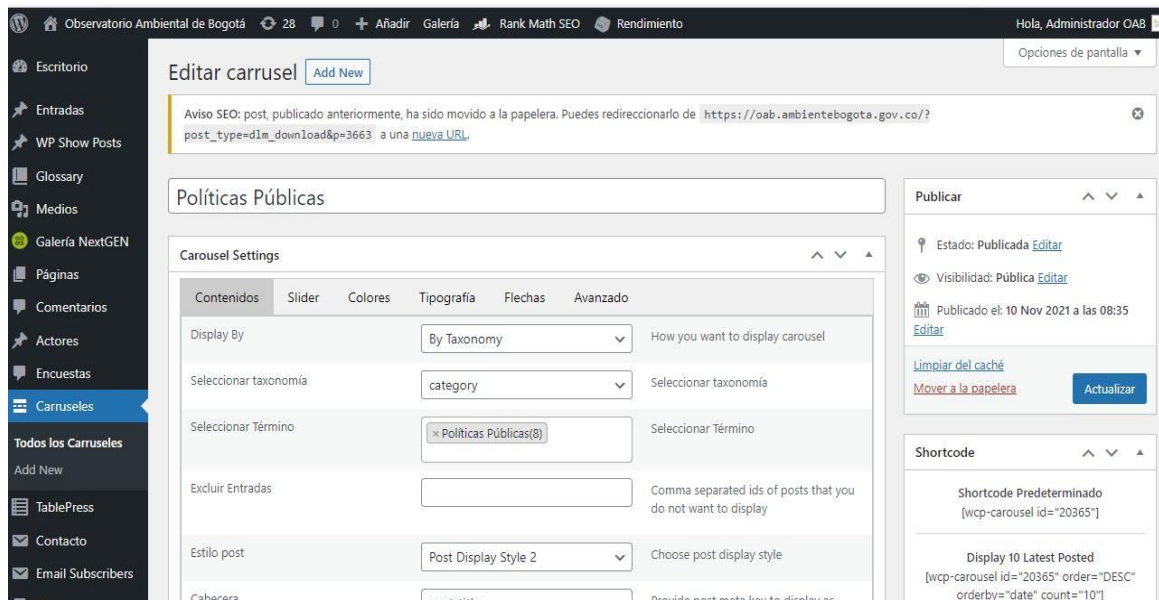 Observatorio Ambiental de Bogotá 28 0 + Añadir Galería Rank Math SEO Rendimiento Hola, Administrador OAB
Opciones de pantalla ▼
Escritorio
Entradas
WP Show Posts
Glossary
Medios
Galería NextGEN
Páginas
Comentarios
Actores
Encuestas
Carruseles
Todos los Carruseles
Add New
TablePress
Contacto
Email Subscribers
Editar carrusel Add New
Aviso SEO: post, publicado anteriormente, ha sido movido a la papelera. Puedes redireccionarlo de https://oab.ambientebogota.gov.co/?
post_type=dlm_download&p=3663 a una nueva URL.
Políticas Públicas
Carousel Settings
Contenidos Slider Colores Tipografía Flechas Avanzado
Display By By Taxonomy How you want to display carousel
Seleccionar taxonomía category Seleccionar taxonomía
Seleccionar Término × Políticas Públicas(8) Seleccionar Término
Excluir Entradas Comma separated ids of posts that you
do not want to display
Estilo post Post Display Style 2 Choose post display style
Cabecera Provide post meta key to display as
Publicar
Estado: Publicada Editar
Visibilidad: Pública Editar
Publicado el: 10 Nov 2021 a las 08:35
Editar
Limpiar del caché
Mover a la papelera Actualizar
Shortcode
Shortcode Predeterminado
[wcp-carousel id="20365"]
Display 10 Latest Posted
[wcp-carousel id="20365" order="DESC"
orderby="date" count="10"]